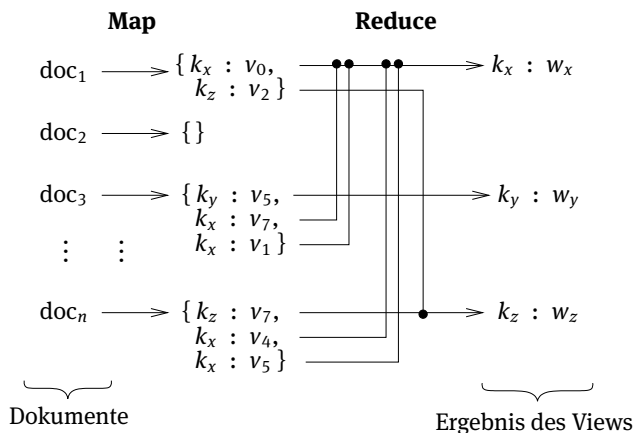 Map Reduce
doc₁ { kₓ : v₀, kₓ : wₓ
k_z : v₂ }
doc₂ { }
doc₃ { k_y : v₅, k_y : w_y
kₓ : v₇,
kₓ : v₁ }
⋮ ⋮
docₙ { k_z : v₇, k_z : w_z
kₓ : v₄,
kₓ : v₅ }
Dokumente Ergebnis des Views